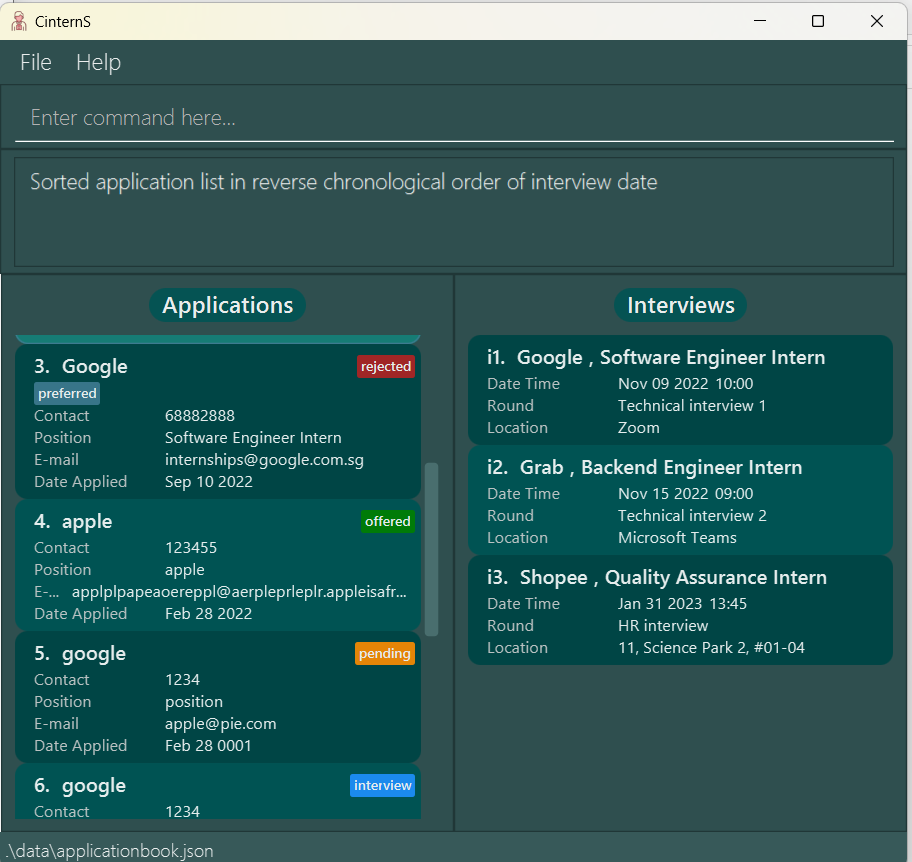 CinternS
File Help
Enter command here...
Sorted application list in reverse chronological order of interview date
Applications
3. Google rejected
preferred
Contact 68882888
Position Software Engineer Intern
E-mail internships@google.com.sg
Date Applied Sep 10 2022
4. apple offered
Contact 123455
Position apple
E-... applplpapeaoereppl@aerpleprleplr.appleisafr...
Date Applied Feb 28 2022
5. google pending
Contact 1234
Position position
E-mail apple@pie.com
Date Applied Feb 28 0001
6. google interview
Contact 1234
Interviews
i1. Google , Software Engineer Intern
Date Time Nov 09 2022 10:00
Round Technical interview 1
Location Zoom
i2. Grab , Backend Engineer Intern
Date Time Nov 15 2022 09:00
Round Technical interview 2
Location Microsoft Teams
i3. Shopee , Quality Assurance Intern
Date Time Jan 31 2023 13:45
Round HR interview
Location 11, Science Park 2, #01-04
.\data\applicationbook.json